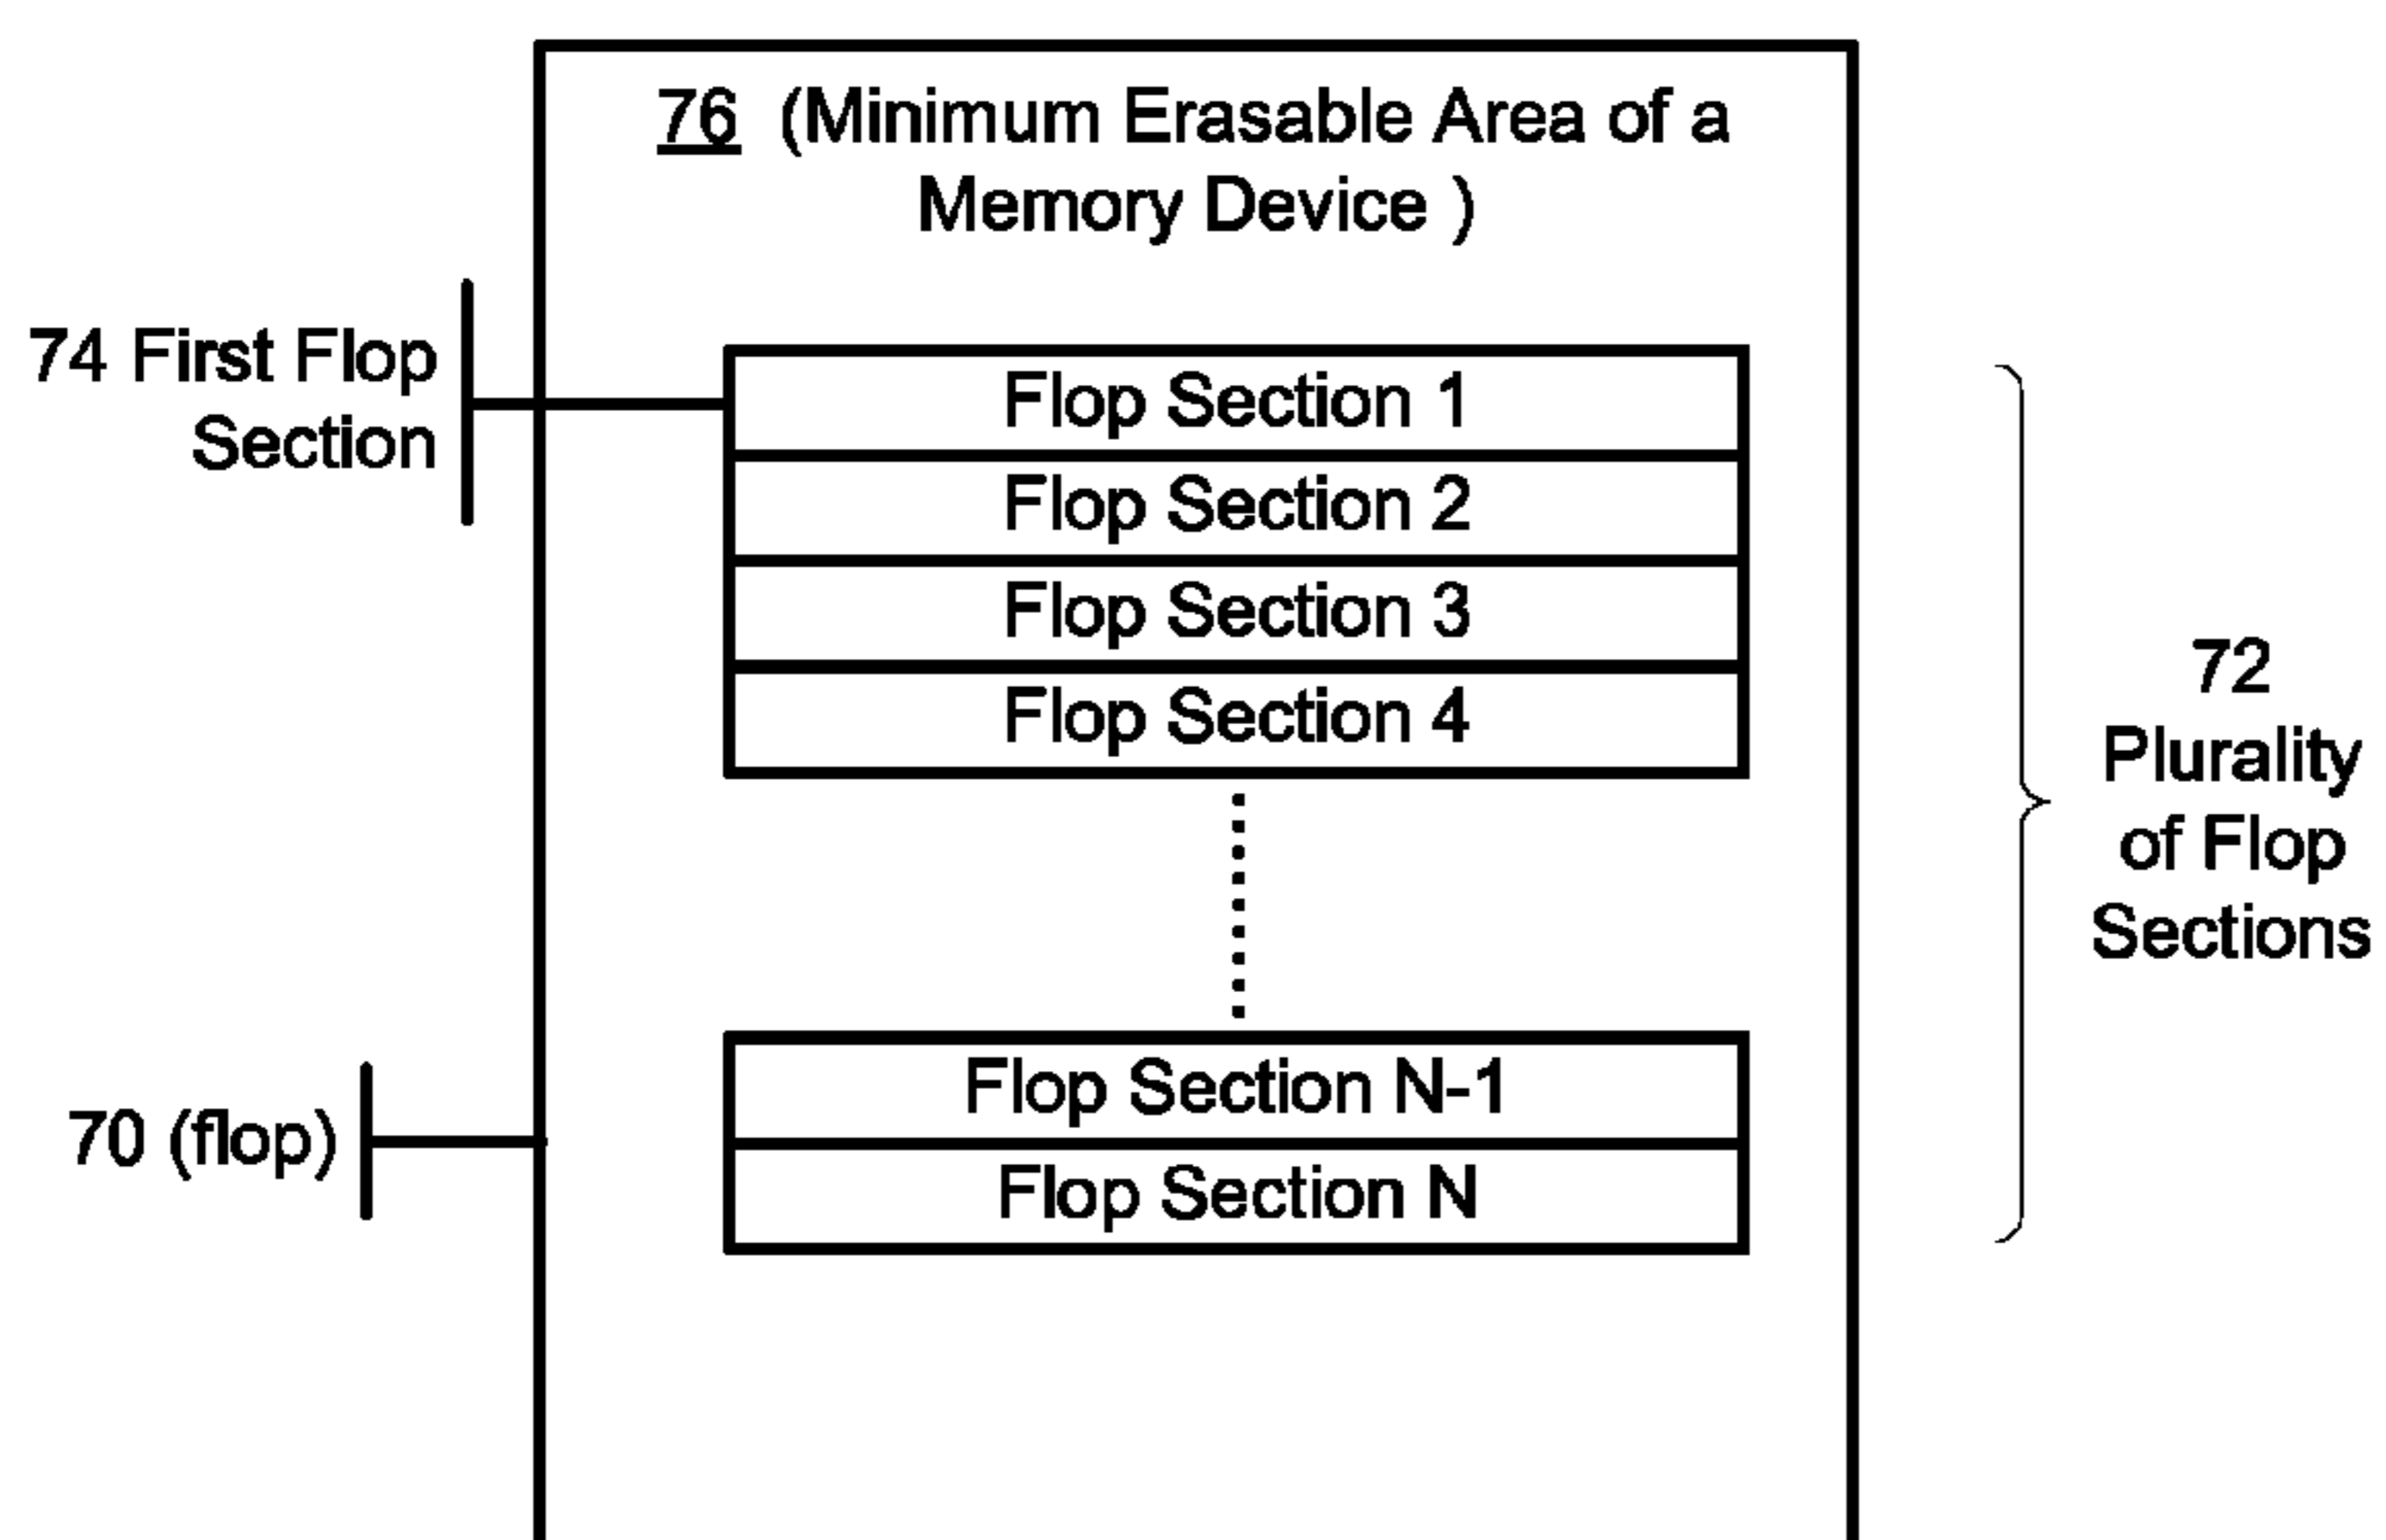 76 (Minimum Erasable Area of a
Memory Device )
74 First Flop
Section
Flop Section 1
Flop Section 2
Flop Section 3
Flop Section 4
72
Plurality
of Flop
Sections
70 (flop)
Flop Section N-1
Flop Section N